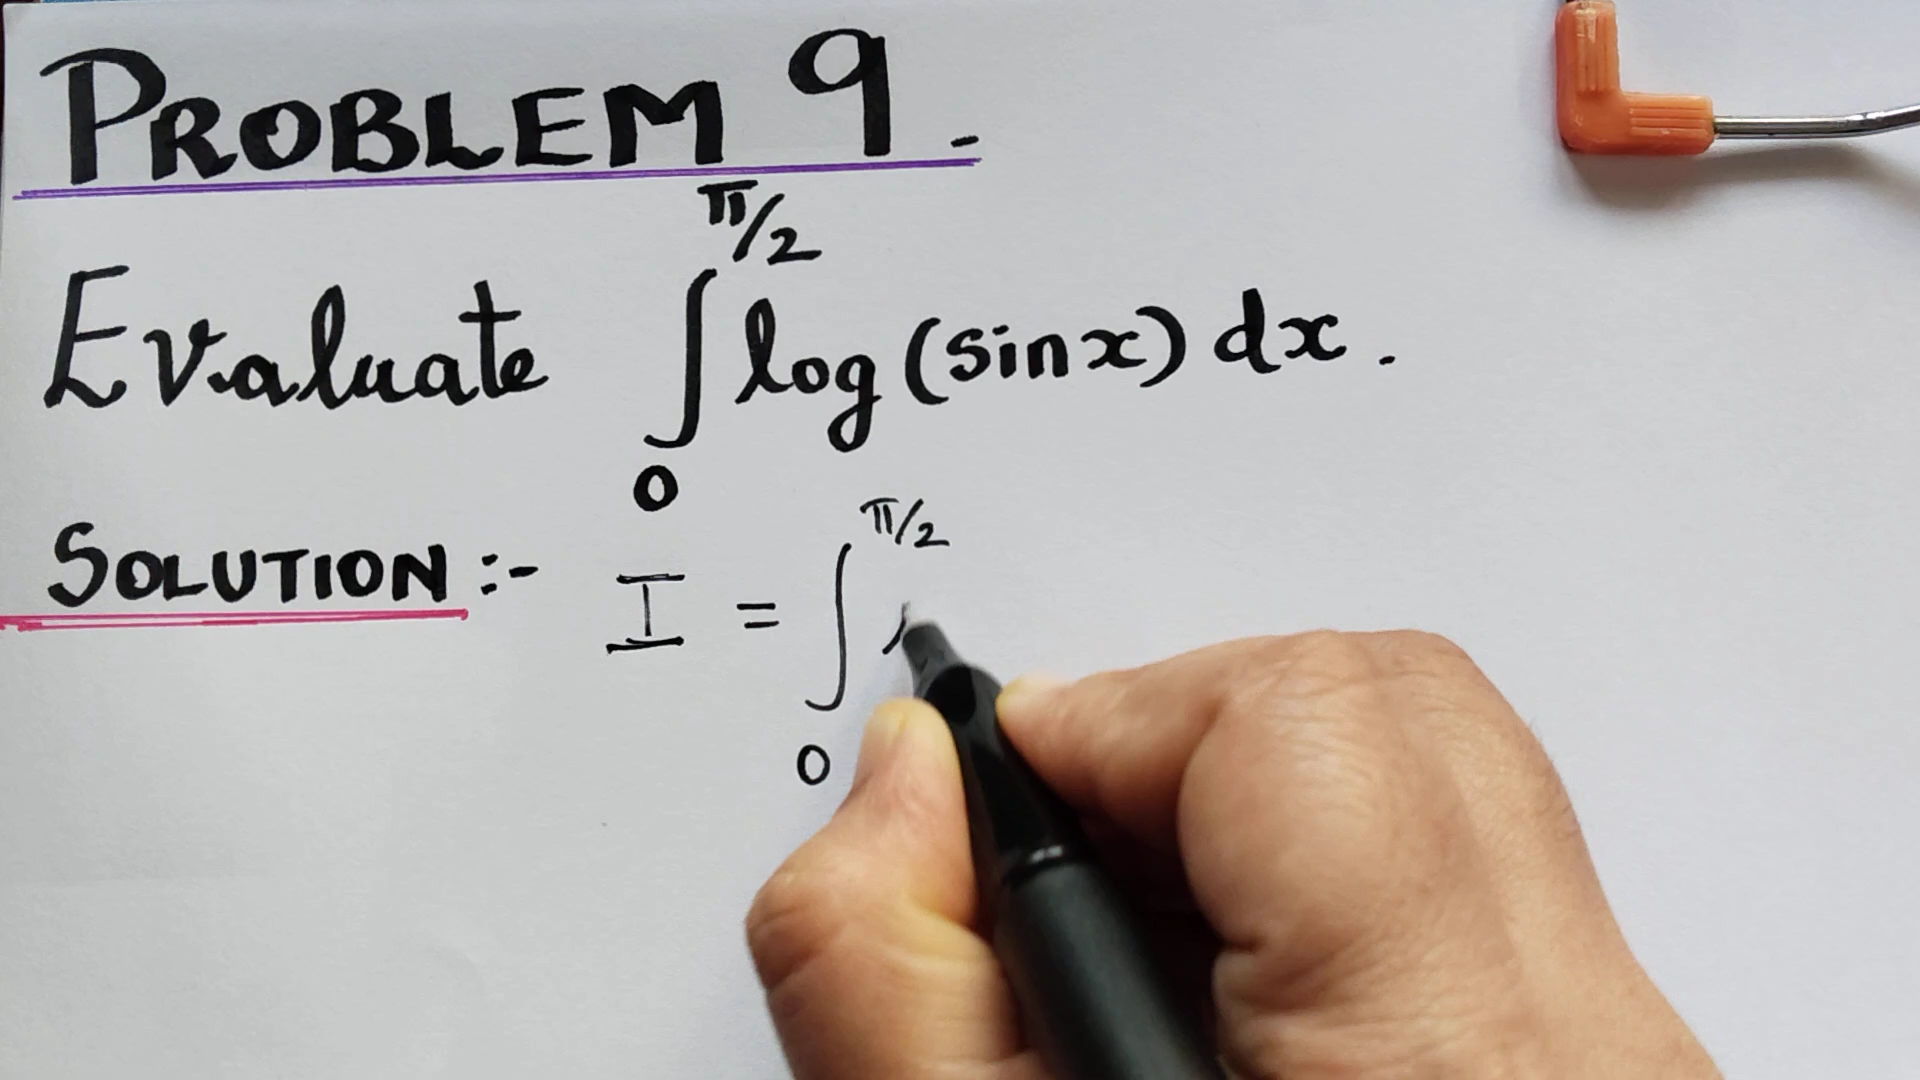 PROBLEM 9.
Evaluate ∫₀^{π/2} log (sin x) dx.
SOLUTION :- I = ∫₀^{π/2}